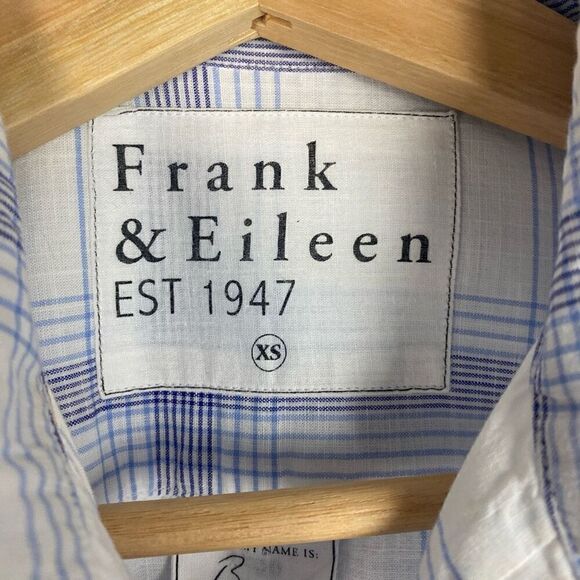 Frank
& Eileen
EST 1947
XS
NAME IS:
B